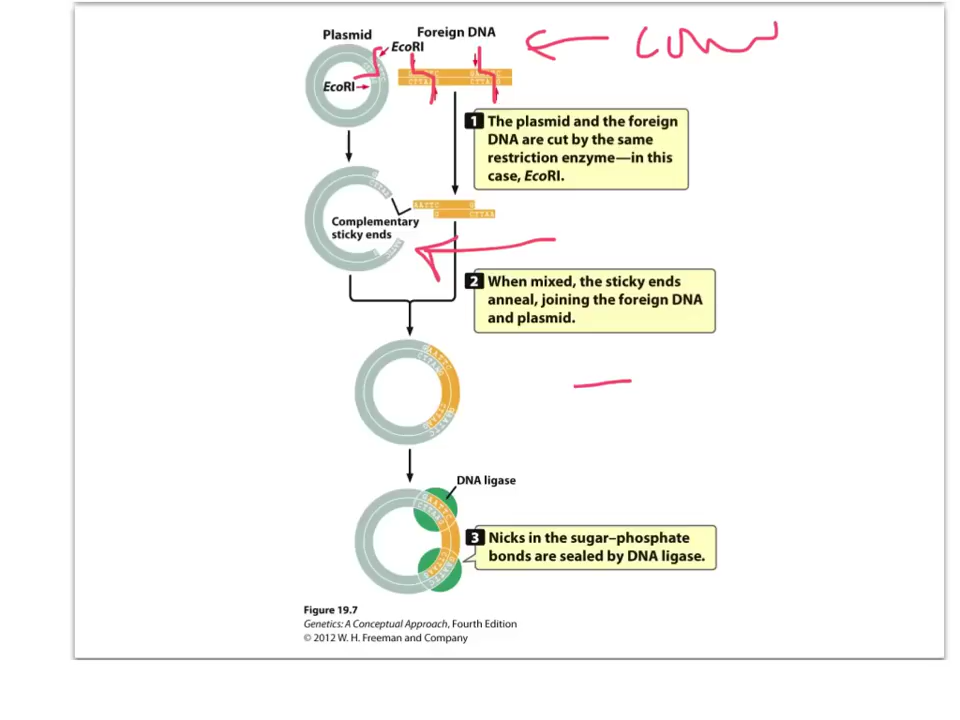 Plasmid
Foreign DNA
EcoRI
EcoRI
1 The plasmid and the foreign
DNA are cut by the same
restriction enzyme—in this
case, EcoRI.
AATTC G
G CTTAA
Complementary
sticky ends
2 When mixed, the sticky ends
anneal, joining the foreign DNA
and plasmid.
DNA ligase
3 Nicks in the sugar–phosphate
bonds are sealed by DNA ligase.
Figure 19.7
Genetics: A Conceptual Approach, Fourth Edition
© 2012 W. H. Freeman and Company